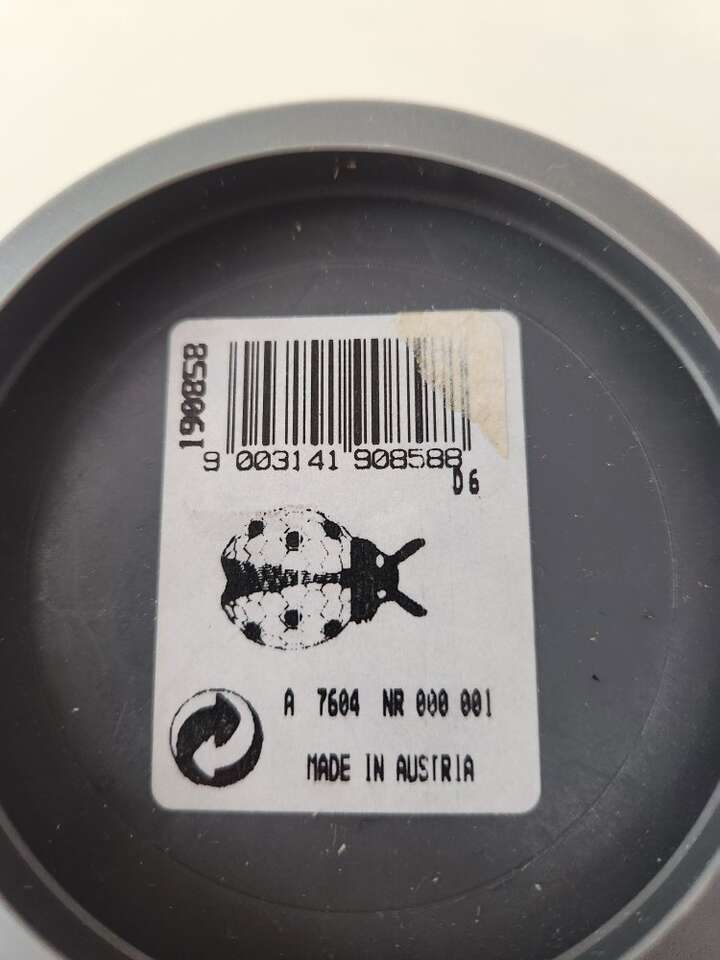 190858
9 003141 908588
D6
A 7604 NR 000 001
MADE IN AUSTRIA